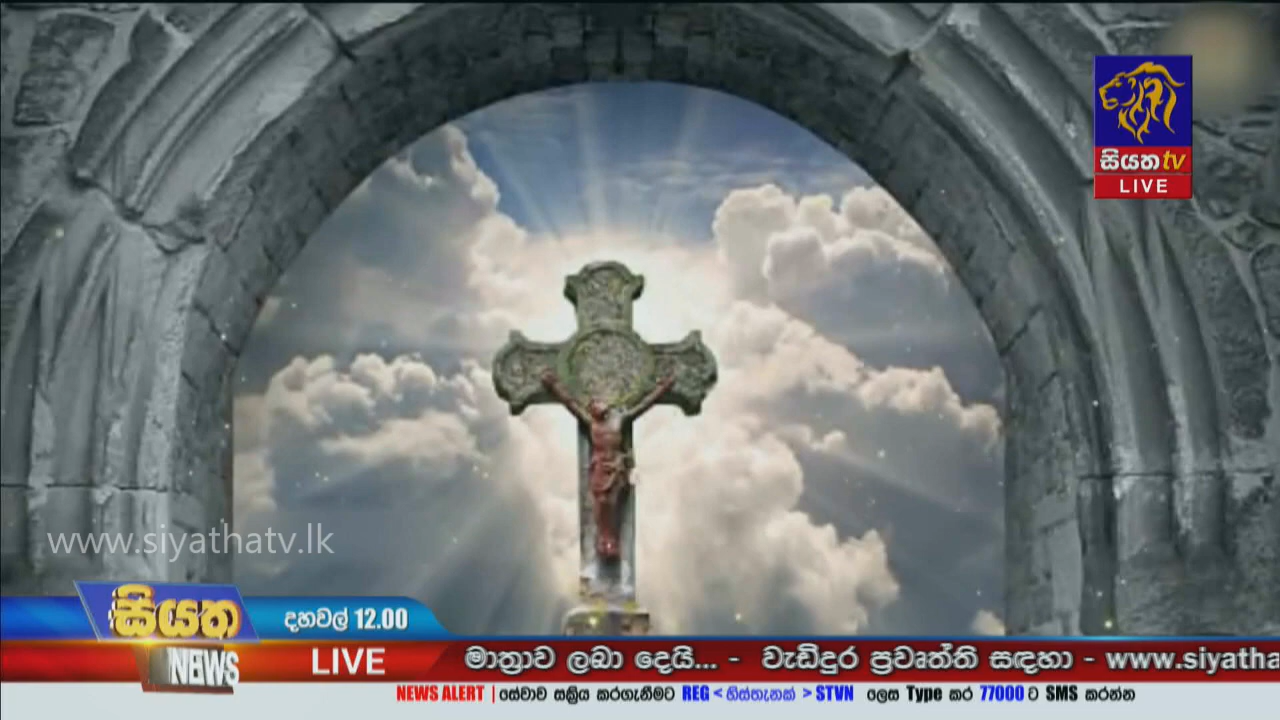 සියත tv
LIVE
www.siyathatv.lk
සියත
NEWS
දහවල් 12.00
LIVE
මාත්‍රාව ලබා දෙයි... - වැඩිදුර ප්‍රවෘත්ති සඳහා - www.siyatha
NEWS ALERT | සේවාව සක්‍රිය කරගැනීමට REG < හිස්තැනක් > STVN ලෙස Type කර 77000 ට SMS කරන්න